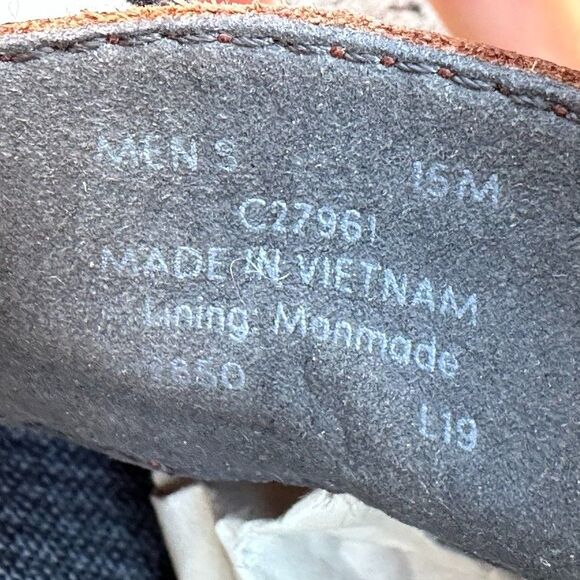 MEN S 15M
C27961
MADE IN VIETNAM
Lining: Manmade
L19